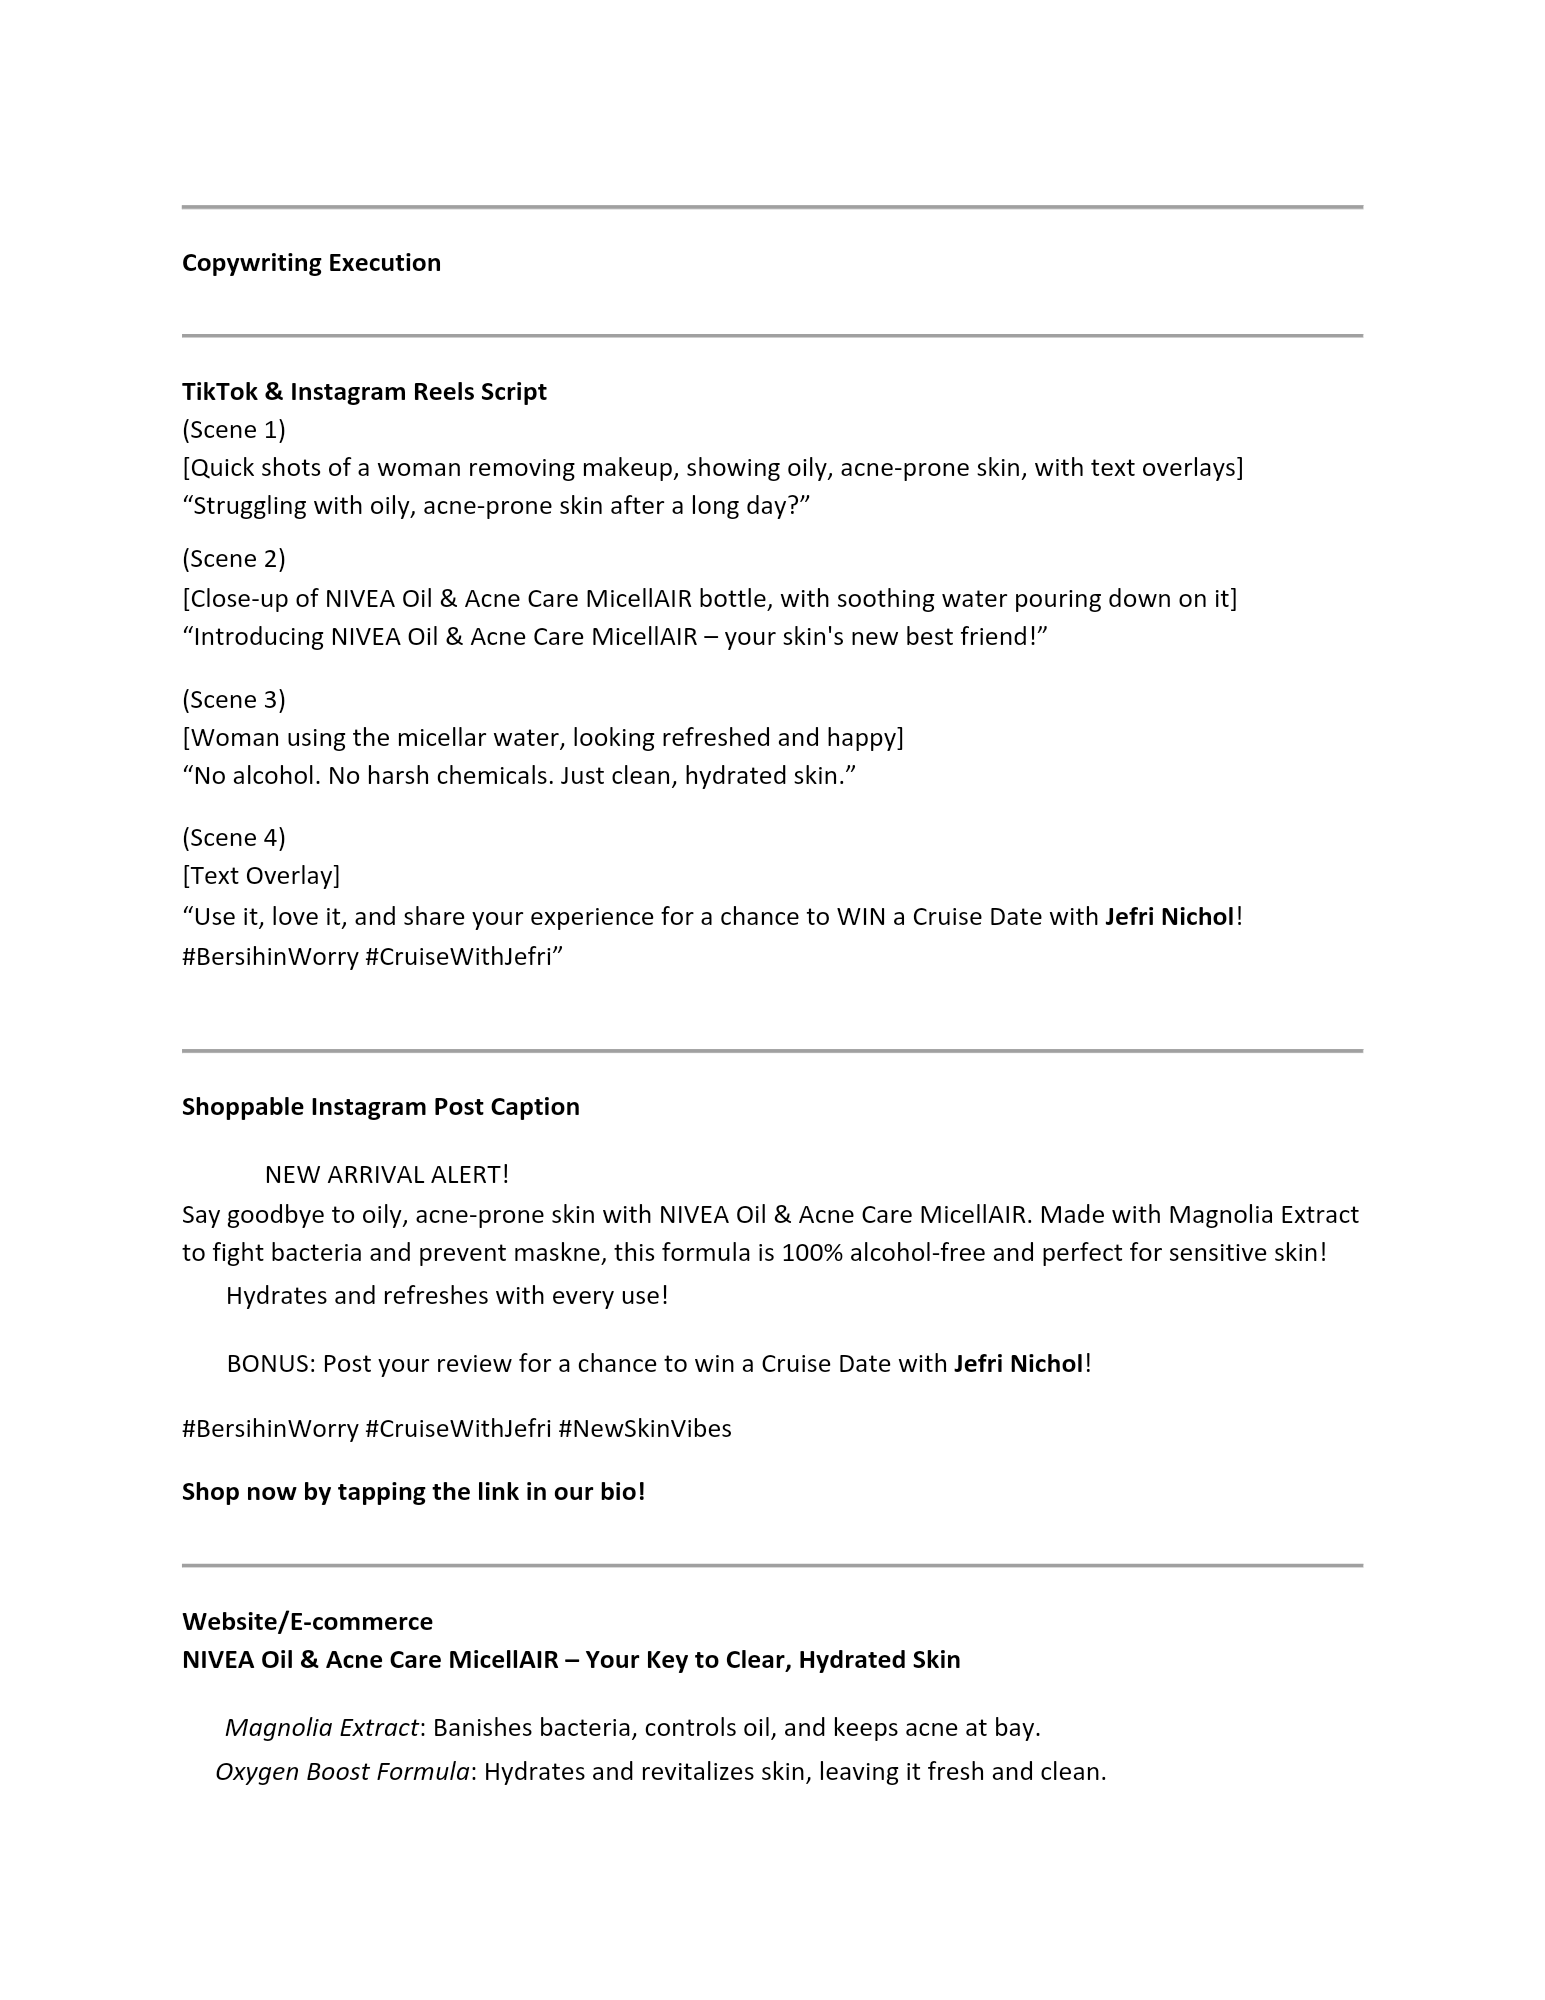 Copywriting Execution
TikTok & Instagram Reels Script
(Scene 1)
[Quick shots of a woman removing makeup, showing oily, acne-prone skin, with text overlays]
“Struggling with oily, acne-prone skin after a long day?”
(Scene 2)
[Close-up of NIVEA Oil & Acne Care MicellAIR bottle, with soothing water pouring down on it]
“Introducing NIVEA Oil & Acne Care MicellAIR – your skin's new best friend!”
(Scene 3)
[Woman using the micellar water, looking refreshed and happy]
“No alcohol. No harsh chemicals. Just clean, hydrated skin.”
(Scene 4)
[Text Overlay]
“Use it, love it, and share your experience for a chance to WIN a Cruise Date with Jefri Nichol!
#BersihinWorry #CruiseWithJefri”
Shoppable Instagram Post Caption
NEW ARRIVAL ALERT!
Say goodbye to oily, acne-prone skin with NIVEA Oil & Acne Care MicellAIR. Made with Magnolia Extract
to fight bacteria and prevent maskne, this formula is 100% alcohol-free and perfect for sensitive skin!
Hydrates and refreshes with every use!
BONUS: Post your review for a chance to win a Cruise Date with Jefri Nichol!
#BersihinWorry #CruiseWithJefri #NewSkinVibes
Shop now by tapping the link in our bio!
Website/E-commerce
NIVEA Oil & Acne Care MicellAIR – Your Key to Clear, Hydrated Skin
Magnolia Extract: Banishes bacteria, controls oil, and keeps acne at bay.
Oxygen Boost Formula: Hydrates and revitalizes skin, leaving it fresh and clean.